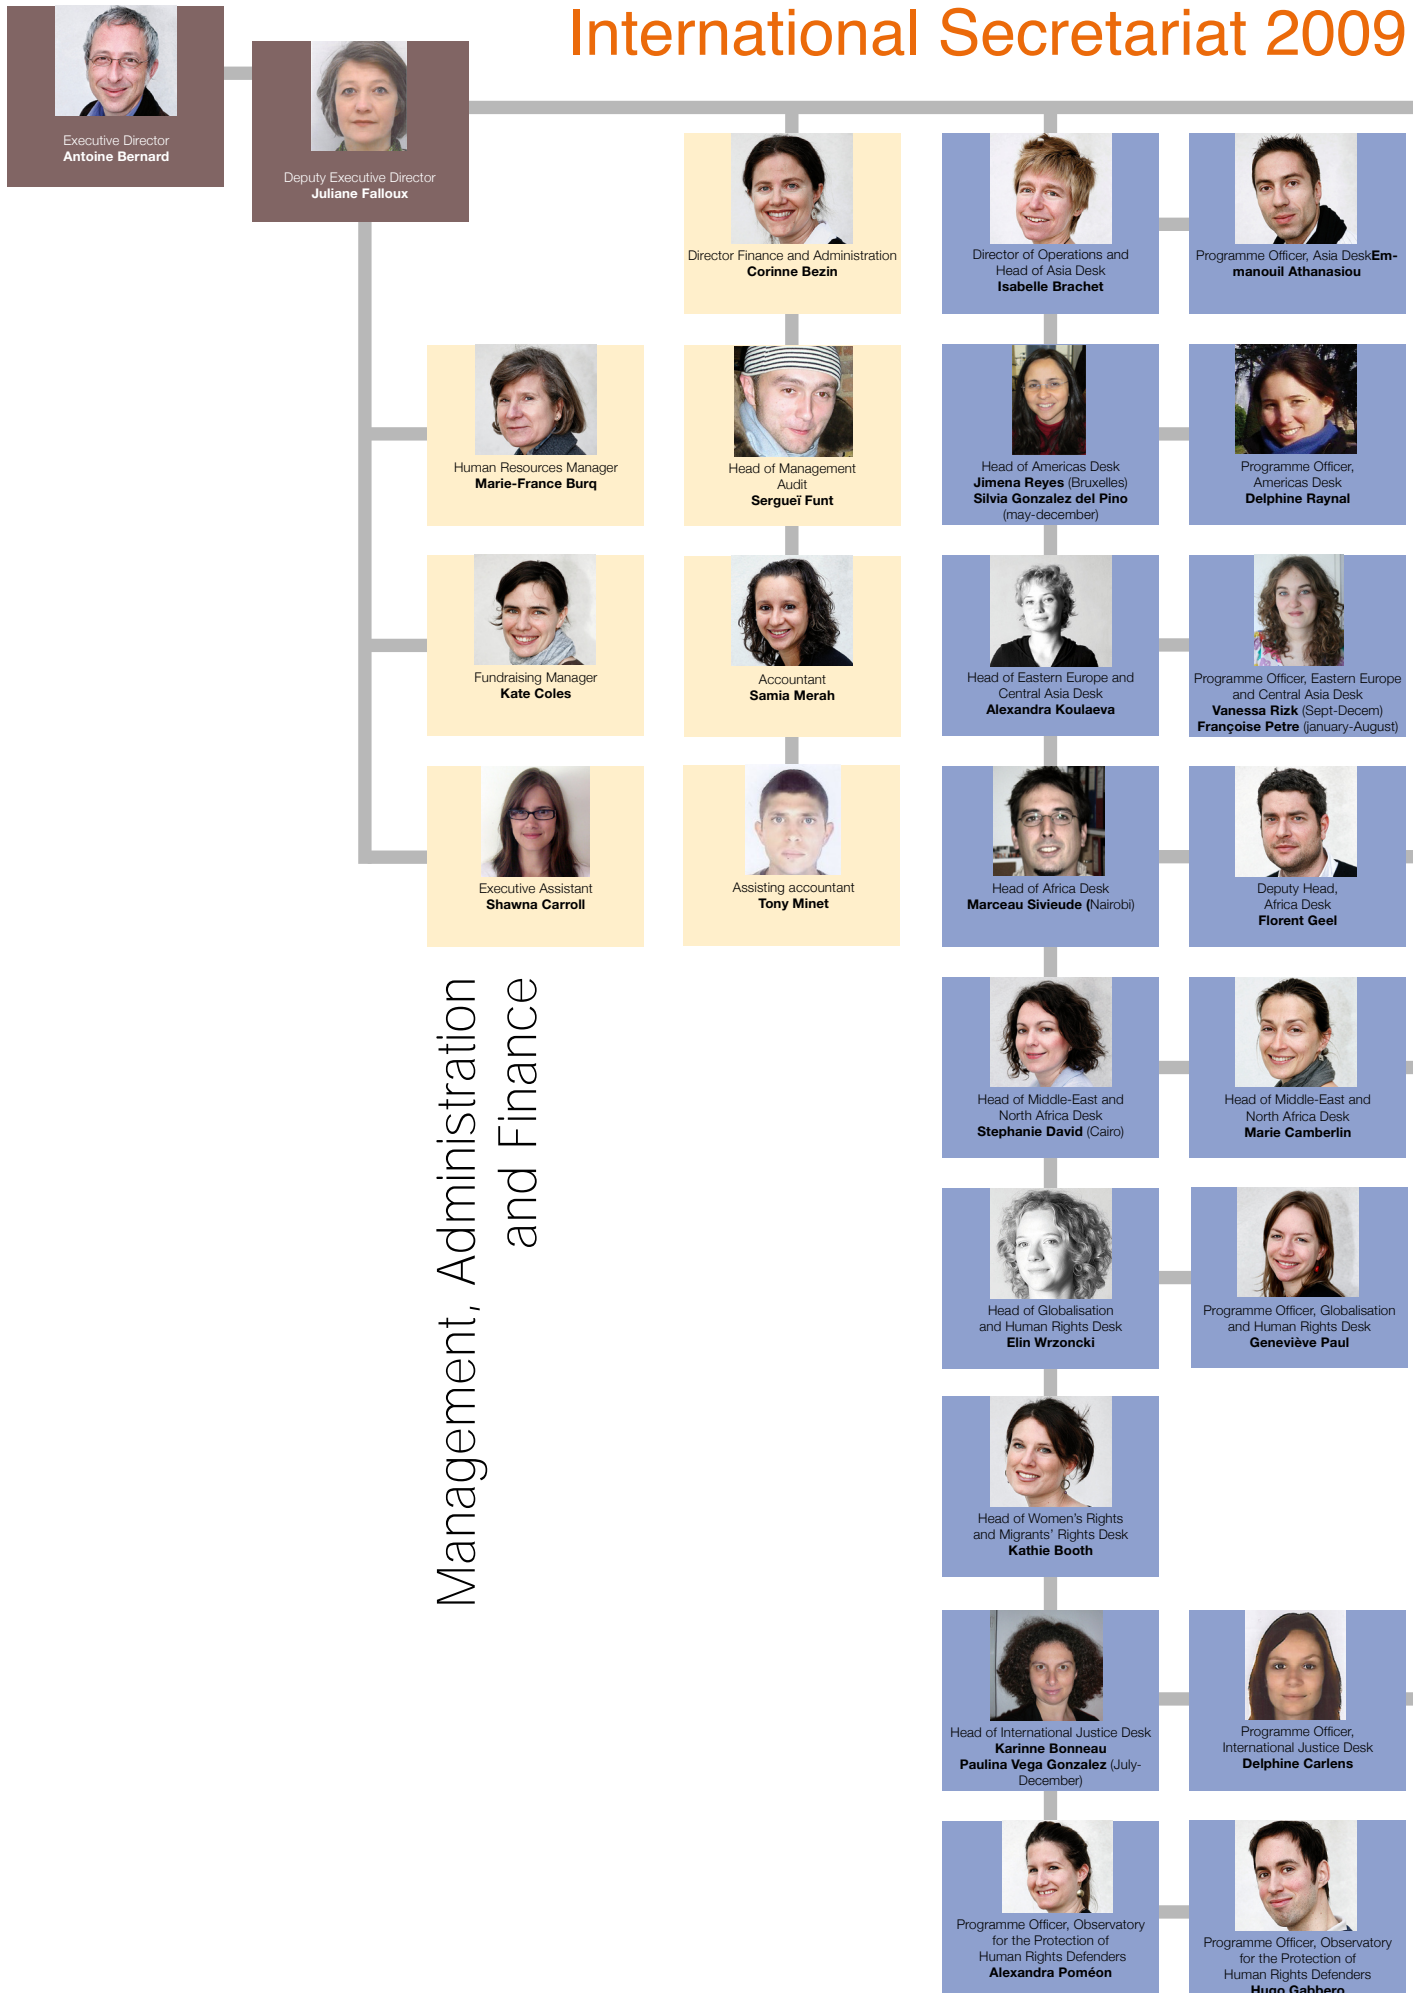 International Secretariat 2009
Executive Director
Antoine Bernard
Deputy Executive Director
Juliane Falloux
Director Finance and Administration
Corinne Bezin
Director of Operations and
Head of Asia Desk
Isabelle Brachet
Programme Officer, Asia DeskEm-
manouil Athanasiou
Human Resources Manager
Marie-France Burq
Head of Management
Audit
Sergueï Funt
Head of Americas Desk
Jimena Reyes (Bruxelles)
Silvia Gonzalez del Pino
(may-december)
Programme Officer,
Americas Desk
Delphine Raynal
Fundraising Manager
Kate Coles
Accountant
Samia Merah
Head of Eastern Europe and
Central Asia Desk
Alexandra Koulaeva
Programme Officer, Eastern Europe
and Central Asia Desk
Vanessa Rizk (Sept-Decem)
Françoise Petre (january-August)
Executive Assistant
Shawna Carroll
Assisting accountant
Tony Minet
Head of Africa Desk
Marceau Sivieude (Nairobi)
Deputy Head,
Africa Desk
Florent Geel
Management, Administration
and Finance
Head of Middle-East and
North Africa Desk
Stephanie David (Cairo)
Head of Middle-East and
North Africa Desk
Marie Camberlin
Head of Globalisation
and Human Rights Desk
Elin Wrzoncki
Programme Officer, Globalisation
and Human Rights Desk
Geneviève Paul
Head of Women's Rights
and Migrants' Rights Desk
Kathie Booth
Head of International Justice Desk
Karinne Bonneau
Paulina Vega Gonzalez (July-
December)
Programme Officer,
International Justice Desk
Delphine Carlens
Programme Officer, Observatory
for the Protection of
Human Rights Defenders
Alexandra Poméon
Programme Officer, Observatory
for the Protection of
Human Rights Defenders
Hugo Gabbero